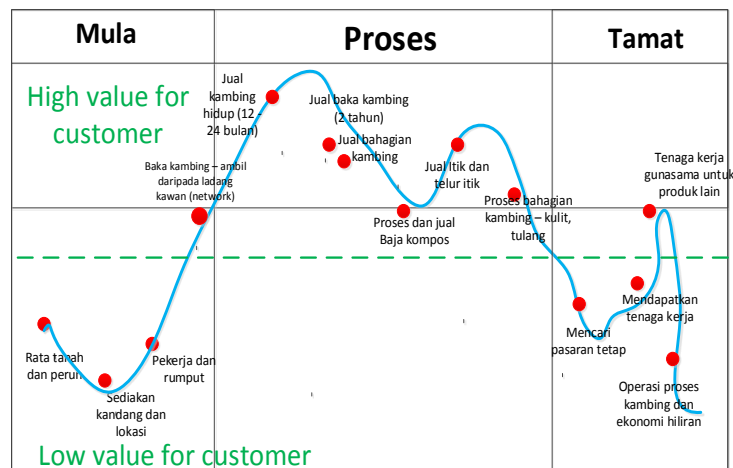 Mula
Proses
Tamat
High value for
customer
Jual
kambing
hidup (12 -
24 bulan)
Jual baka kambing
(2 tahun)
Jual bahagian
kambing
Baka kambing – ambil
daripada ladang
kawan (network)
Jual Itik dan
telur itik
Tenaga kerja
gunasama untuk
produk lain
Proses dan jual
Baja kompos
Proses bahagian
kambing – kulit,
tulang
Rata tanah
dan perun
Sediakan
kandang dan
lokasi
Pekerja dan
rumput
Mencari
pasaran tetap
Mendapatkan
tenaga kerja
Operasi proses
kambing dan
ekonomi hiliran
Low value for customer